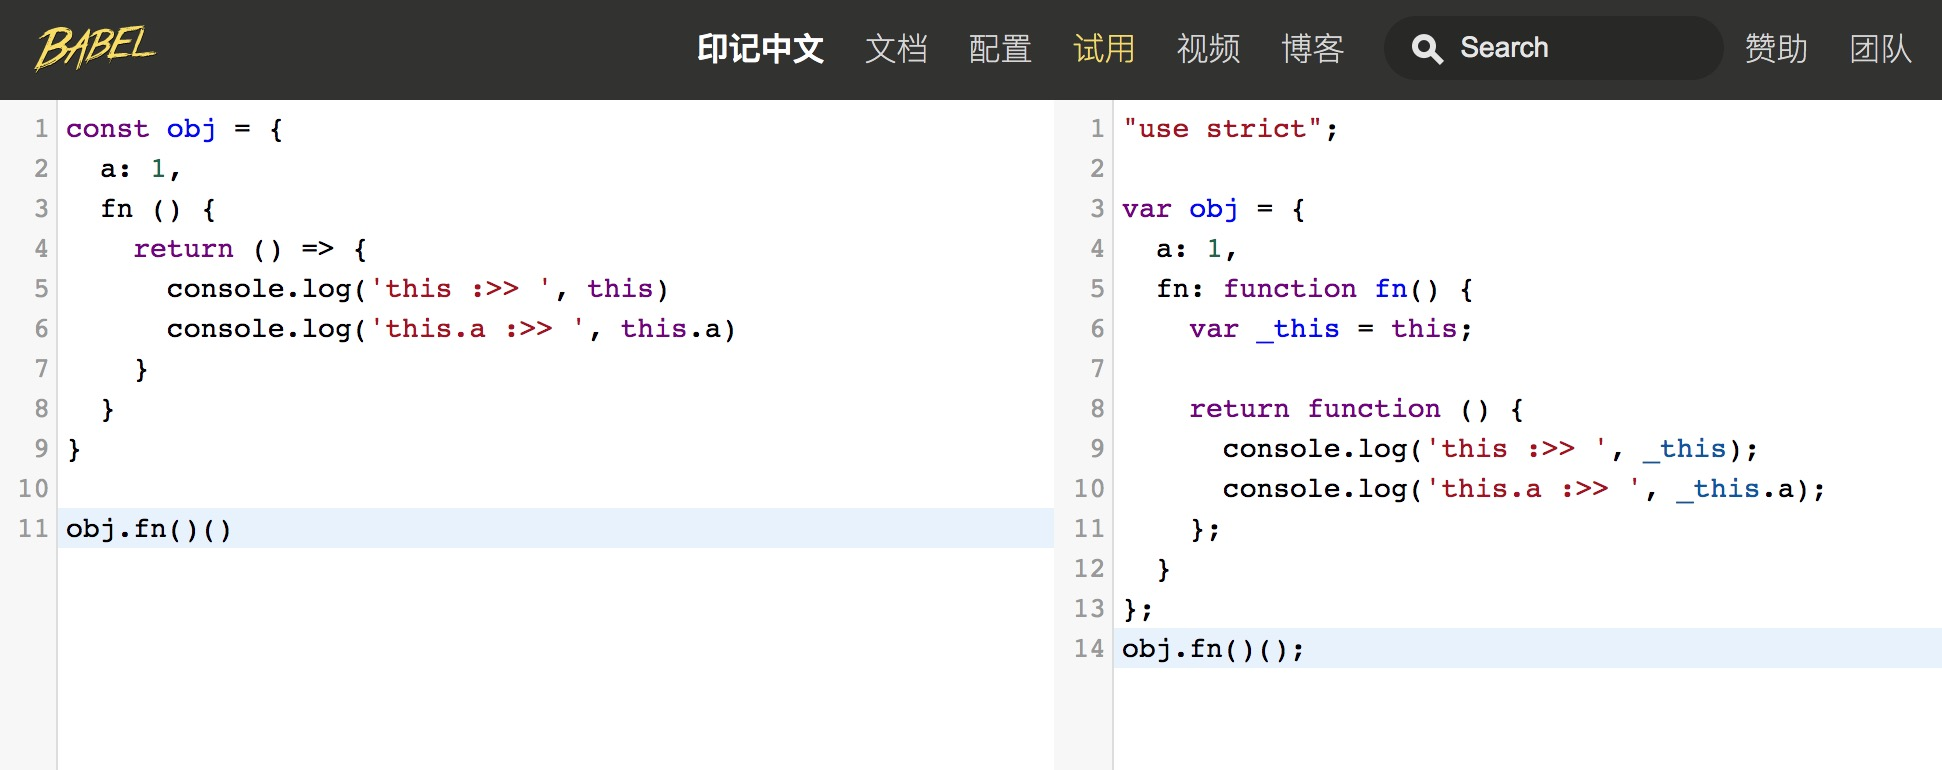 BABEL 印记中文 文档 配置 试用 视频 博客 Search 赞助 团队
1 const obj = {
2   a: 1,
3   fn () {
4     return () => {
5       console.log('this :>> ', this)
6       console.log('this.a :>> ', this.a)
7     }
8   }
9 }
10
11 obj.fn()()
1 "use strict";
2
3 var obj = {
4   a: 1,
5   fn: function fn() {
6     var _this = this;
7
8     return function () {
9       console.log('this :>> ', _this);
10       console.log('this.a :>> ', _this.a);
11     };
12   }
13 };
14 obj.fn()();